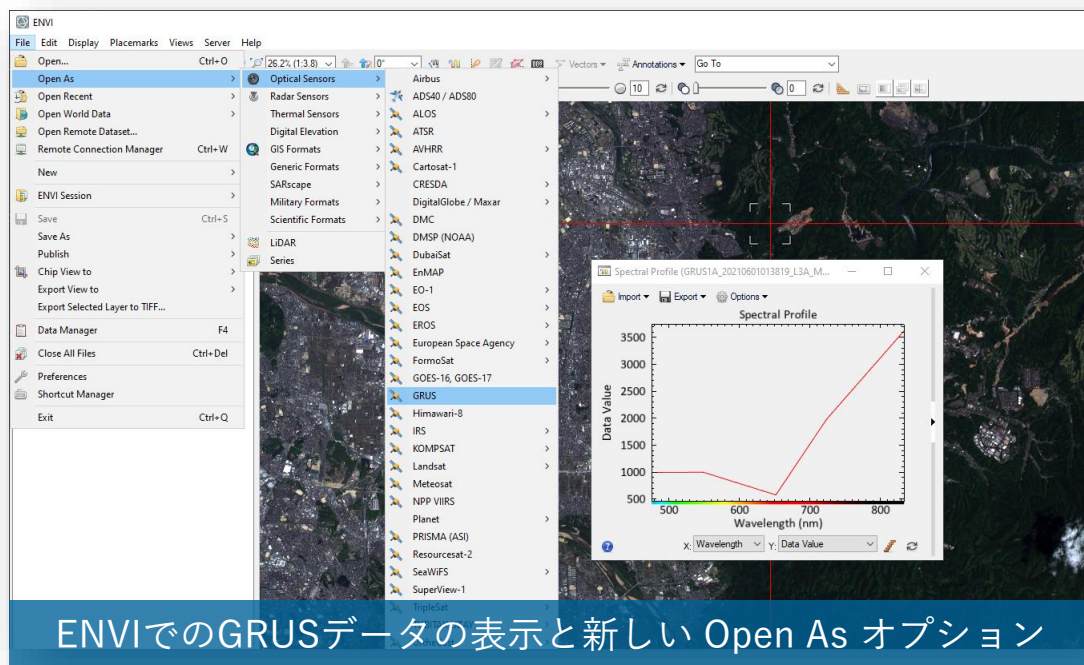 ENVI
File Edit Display Placemarks Views Server Help
Open... Ctrl+O
Open As
Open Recent
Open World Data
Open Remote Dataset...
Remote Connection Manager Ctrl+W
New
ENVI Session
Save Ctrl+S
Save As
Publish
Chip View to
Export View to
Export Selected Layer to TIFF...
Data Manager F4
Close All Files Ctrl+Del
Preferences
Shortcut Manager
Exit Ctrl+Q
26.2% (1:3.8) 0° Vectors Annotations Go To
10 0
Optical Sensors
Radar Sensors
Thermal Sensors
Digital Elevation
GIS Formats
Generic Formats
SARscape
Military Formats
Scientific Formats
LiDAR
Series
Airbus
ADS40 / ADS80
ALOS
ATSR
AVHRR
Cartosat-1
CRESDA
DigitalGlobe / Maxar
DMC
DMSP (NOAA)
DubaiSat
EnMAP
EO-1
EOS
EROS
European Space Agency
FormoSat
GOES-16, GOES-17
GRUS
Himawari-8
IRS
KOMPSAT
Landsat
Meteosat
NPP VIIRS
Planet
PRISMA (ASI)
Resourcesat-2
SeaWiFS
SuperView-1
TripleSat
Spectral Profile (GRUS1A_20210601013819_L3A_M...
Import Export Options
Spectral Profile
3500
3000
2500
2000
1500
1000
500
Data Value
500 600 700 800
Wavelength (nm)
X: Wavelength Y: Data Value
ENVIでのGRUSデータの表示と新しい Open As オプション